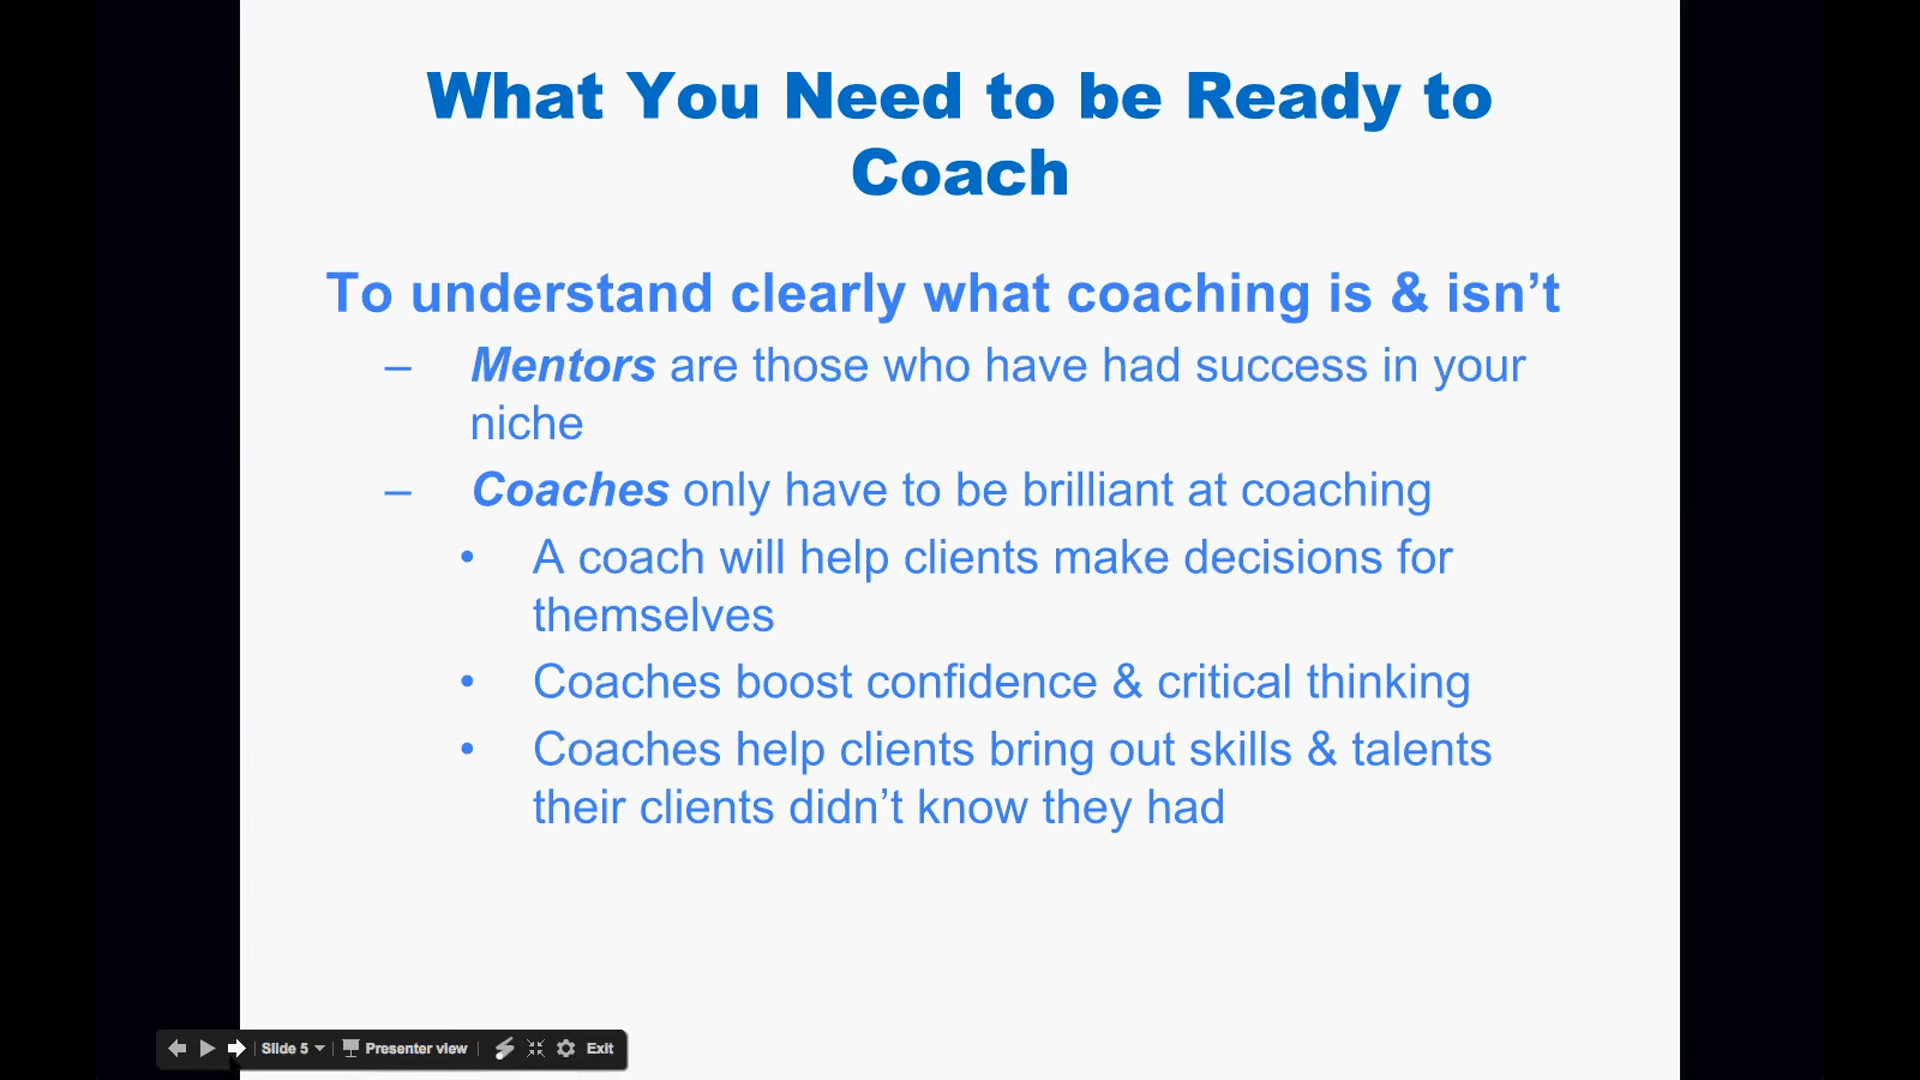 What You Need to be Ready to
Coach
To understand clearly what coaching is & isn’t
– Mentors are those who have had success in your
niche
– Coaches only have to be brilliant at coaching
• A coach will help clients make decisions for
themselves
• Coaches boost confidence & critical thinking
• Coaches help clients bring out skills & talents
their clients didn’t know they had
Slide 5 Presenter view Exit